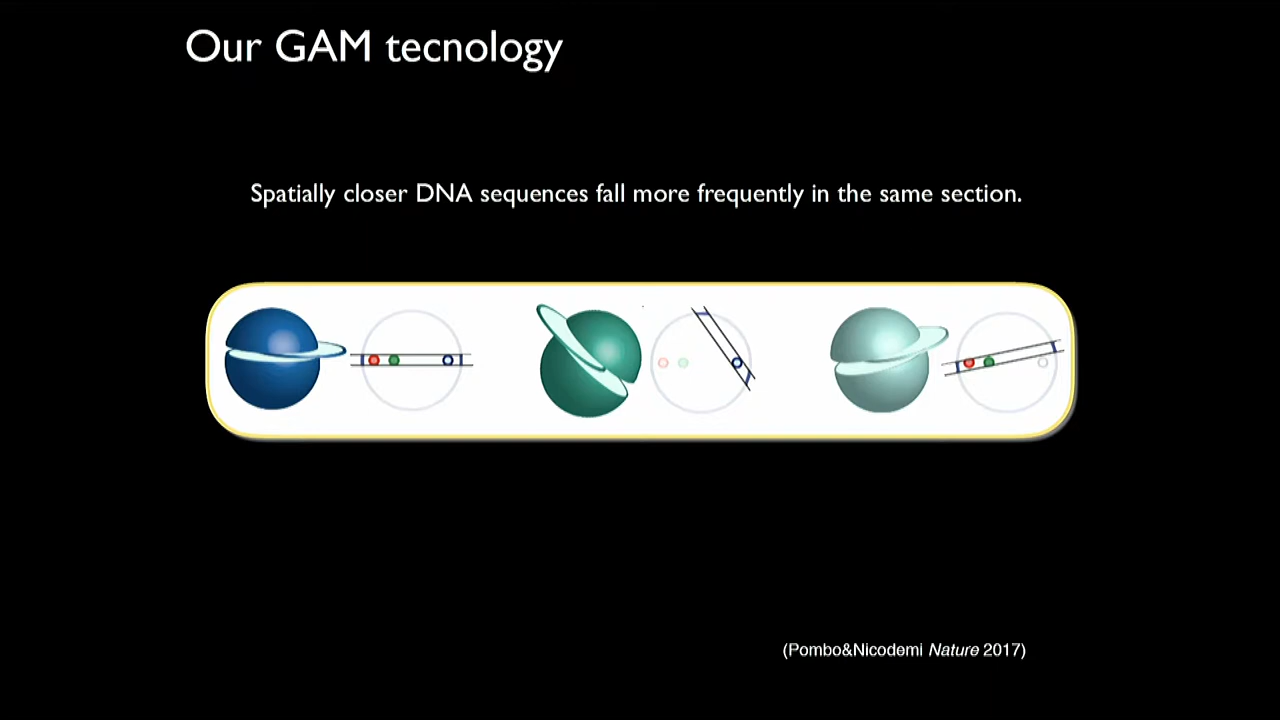 Our GAM tecnology
Spatially closer DNA sequences fall more frequently in the same section.
(Pombo&Nicodemi Nature 2017)